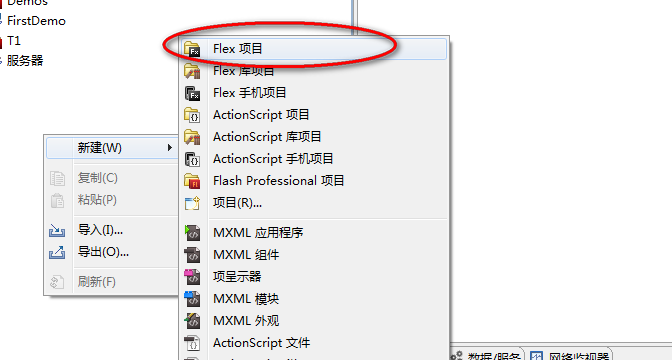 Demos
FirstDemo
T1
服务器
新建(W)
复制(C)
粘贴(P)
导入(I)...
导出(O)...
刷新(F)
Flex 项目
Flex 库项目
Flex 手机项目
ActionScript 项目
ActionScript 库项目
ActionScript 手机项目
Flash Professional 项目
项目(R)...
MXML 应用程序
MXML 组件
项呈示器
MXML 模块
MXML 外观
ActionScript 文件
数据/服务
网络监视器